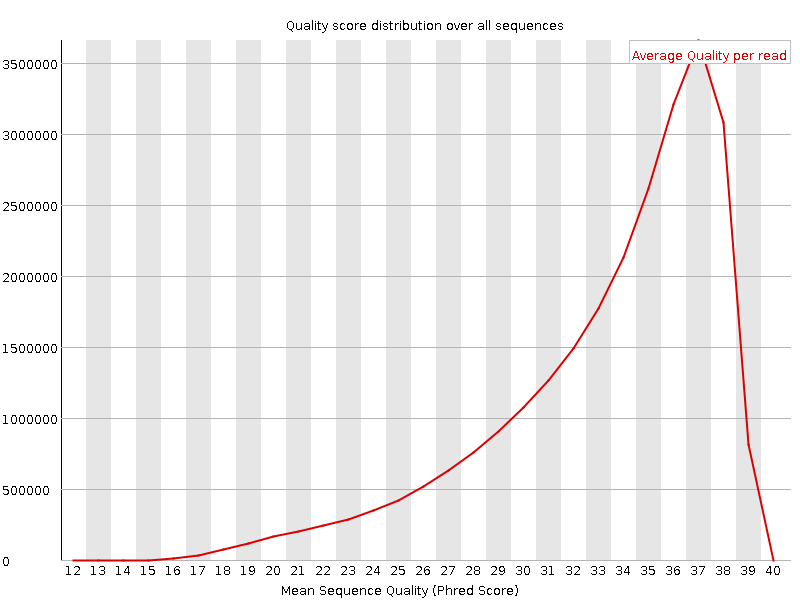 Quality score distribution over all sequences
Average Quality per read
3500000
3000000
2500000
2000000
1500000
1000000
500000
0
12 13 14 15 16 17 18 19 20 21 22 23 24 25 26 27 28 29 30 31 32 33 34 35 36 37 38 39 40
Mean Sequence Quality (Phred Score)